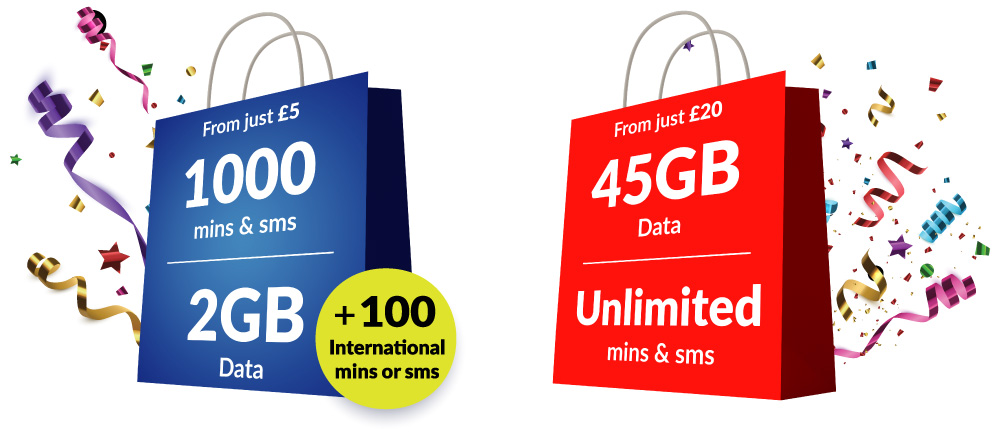 From just £5
1000
mins & sms
2GB
Data
+100
International
mins or sms
From just £20
45GB
Data
Unlimited
mins & sms